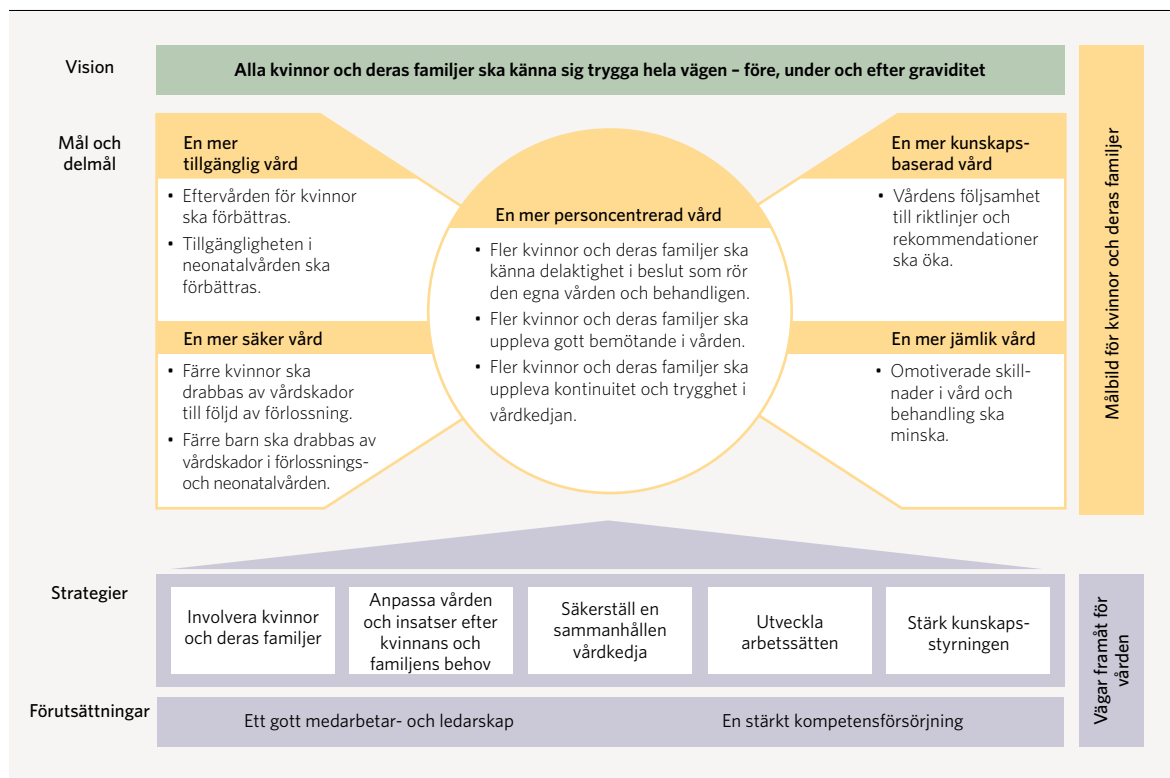 Vision
Alla kvinnor och deras familjer ska känna sig trygga hela vägen – före, under och efter graviditet
Mål och
delmål
En mer
tillgänglig vård
• Eftervården för kvinnor
ska förbättras.
• Tillgängligheten i
neonatalvården ska
förbättras.
En mer säker vård
• Färre kvinnor ska
drabbas av vårdskador
till följd av förlossning.
• Färre barn ska drabbas av
vårdskador i förlossnings-
och neonatalvården.
En mer personcentrerad vård
• Fler kvinnor och deras familjer ska
känna delaktighet i beslut som rör
den egna vården och behandligen.
• Fler kvinnor och deras familjer ska
uppleva gott bemötande i vården.
• Fler kvinnor och deras familjer ska
uppleva kontinuitet och trygghet i
vårdkedjan.
En mer kunskaps-
baserad vård
• Vårdens följsamhet
till riktlinjer och
rekommendationer
ska öka.
En mer jämlik vård
• Omotiverade skill-
nader i vård och
behandling ska
minska.
Målbild för kvinnor och deras familjer
Strategier
Involvera kvinnor
och deras familjer
Anpassa vården
och insatser efter
kvinnans och
familjens behov
Säkerställ en
sammanhållen
vårdkedja
Utveckla
arbetssätten
Stärk kunskaps-
styrningen
Förutsättningar
Ett gott medarbetar- och ledarskap
En stärkt kompetensförsörjning
Vägar framåt för
vården